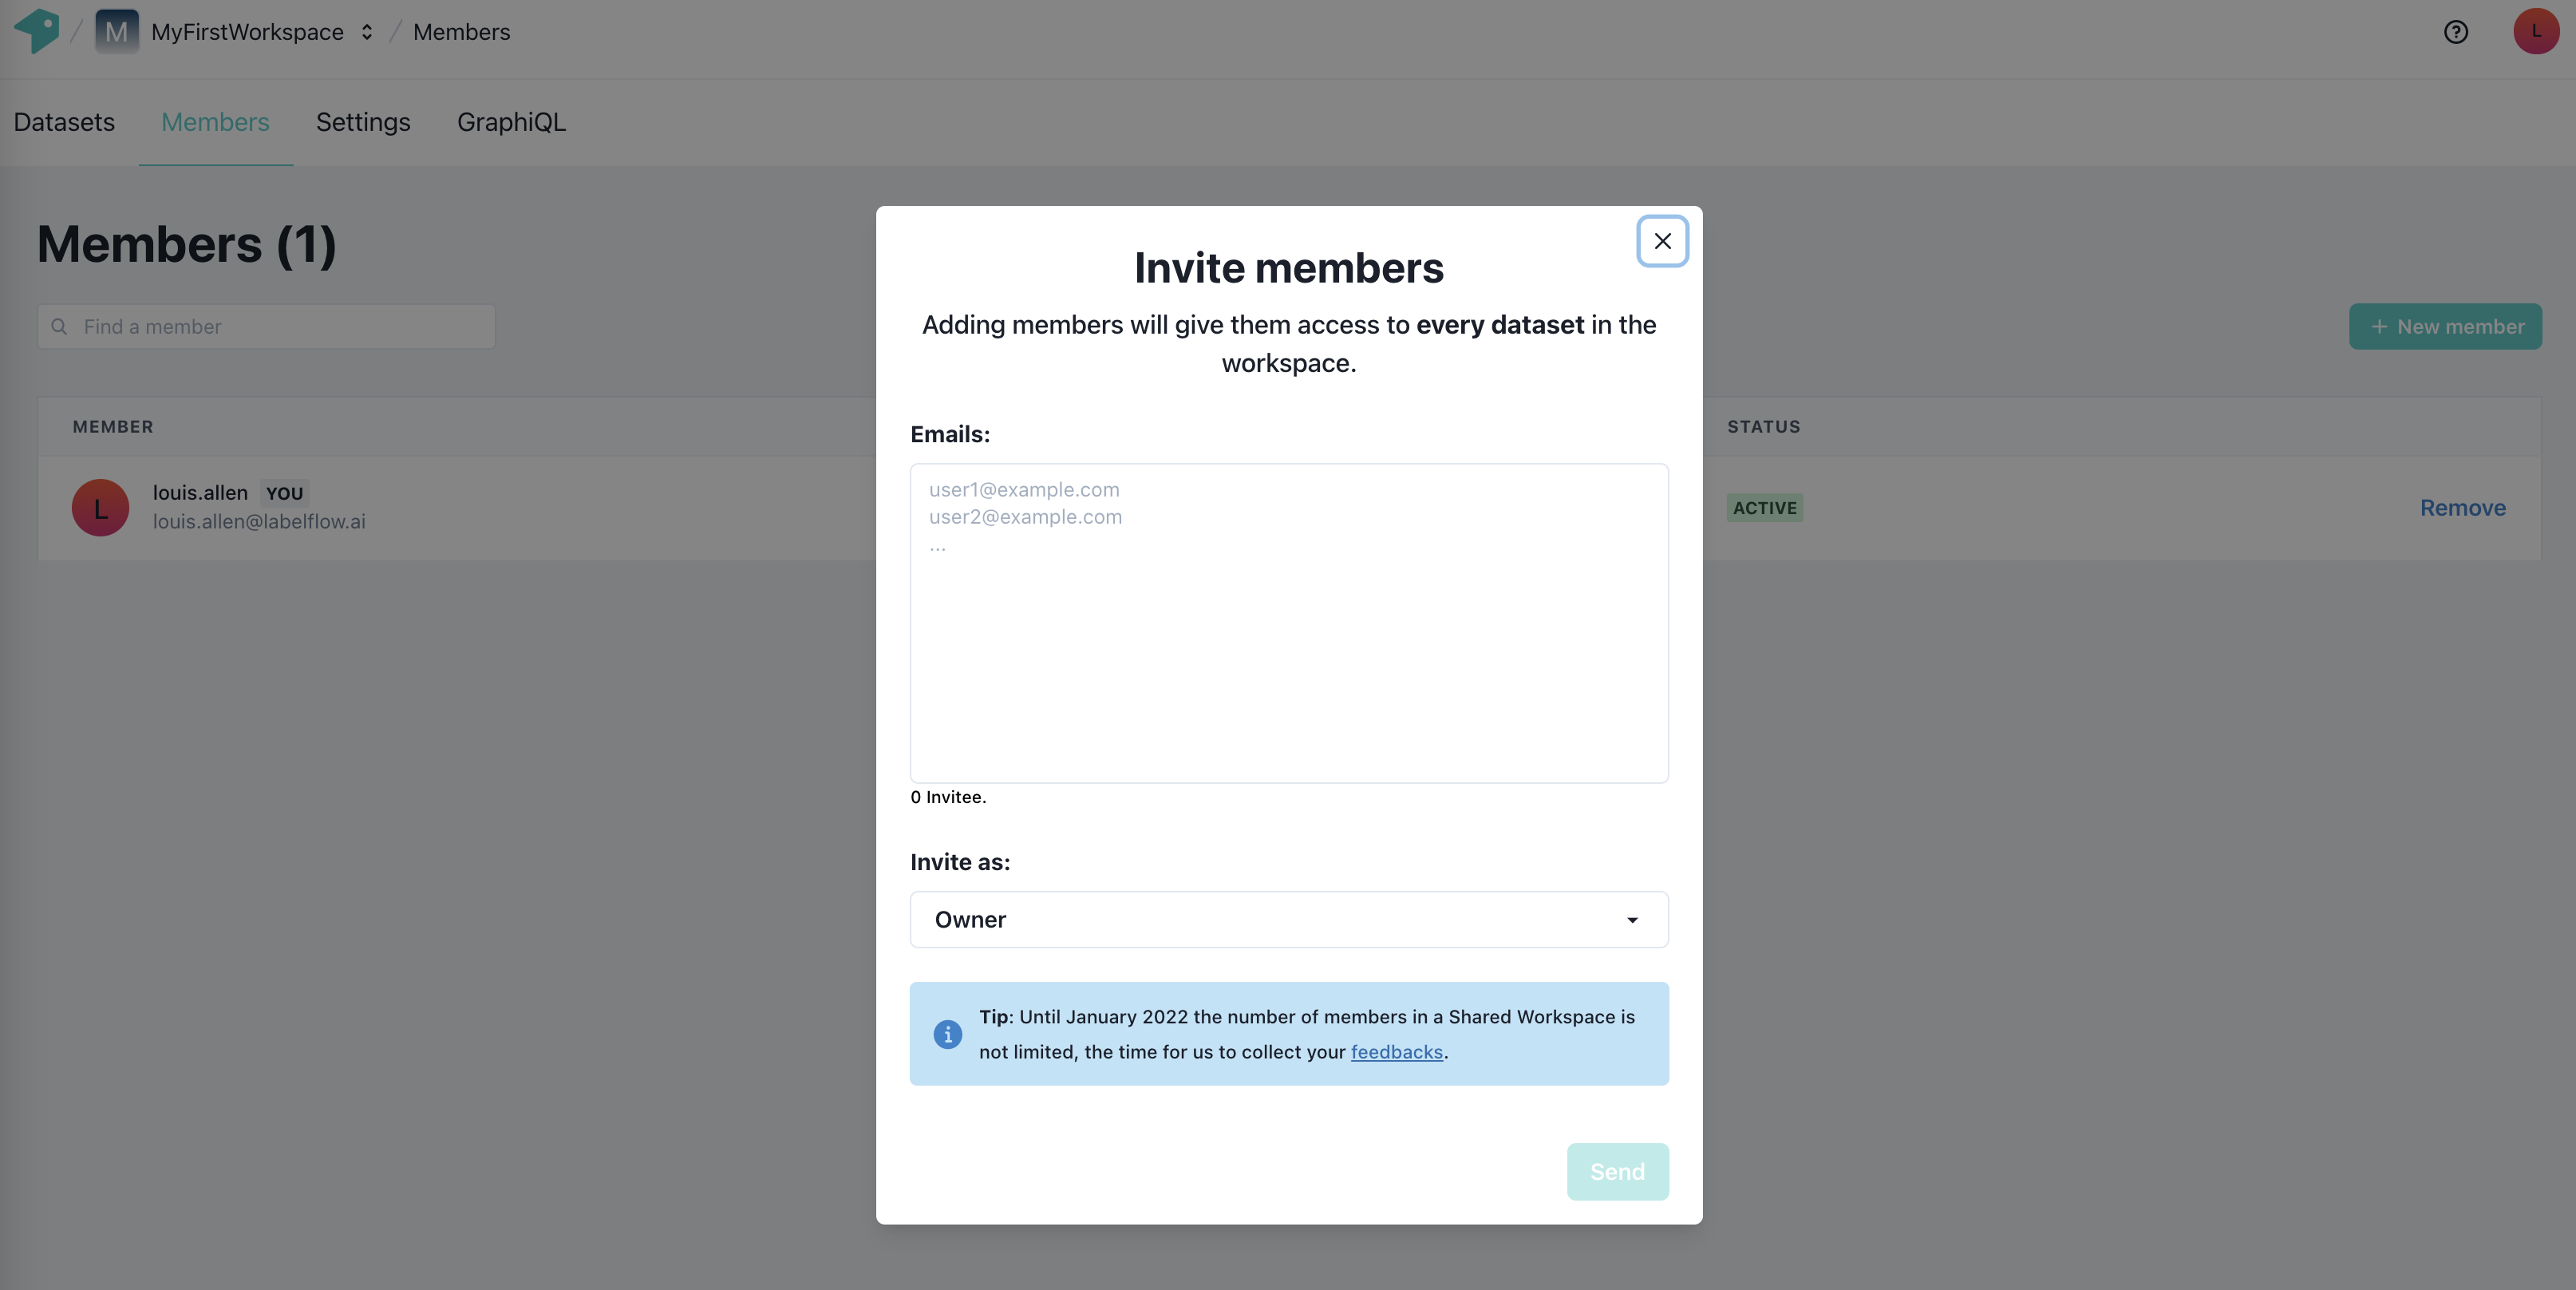 M MyFirstWorkspace / Members L
Datasets Members Settings GraphiQL
Members (1)
Find a member
+ New member
MEMBER STATUS
L louis.allen YOU
louis.allen@labelflow.ai
ACTIVE Remove
Invite members
Adding members will give them access to every dataset in the
workspace.
Emails:
user1@example.com
user2@example.com
...
0 Invitee.
Invite as:
Owner
Tip: Until January 2022 the number of members in a Shared Workspace is
not limited, the time for us to collect your feedbacks.
Send